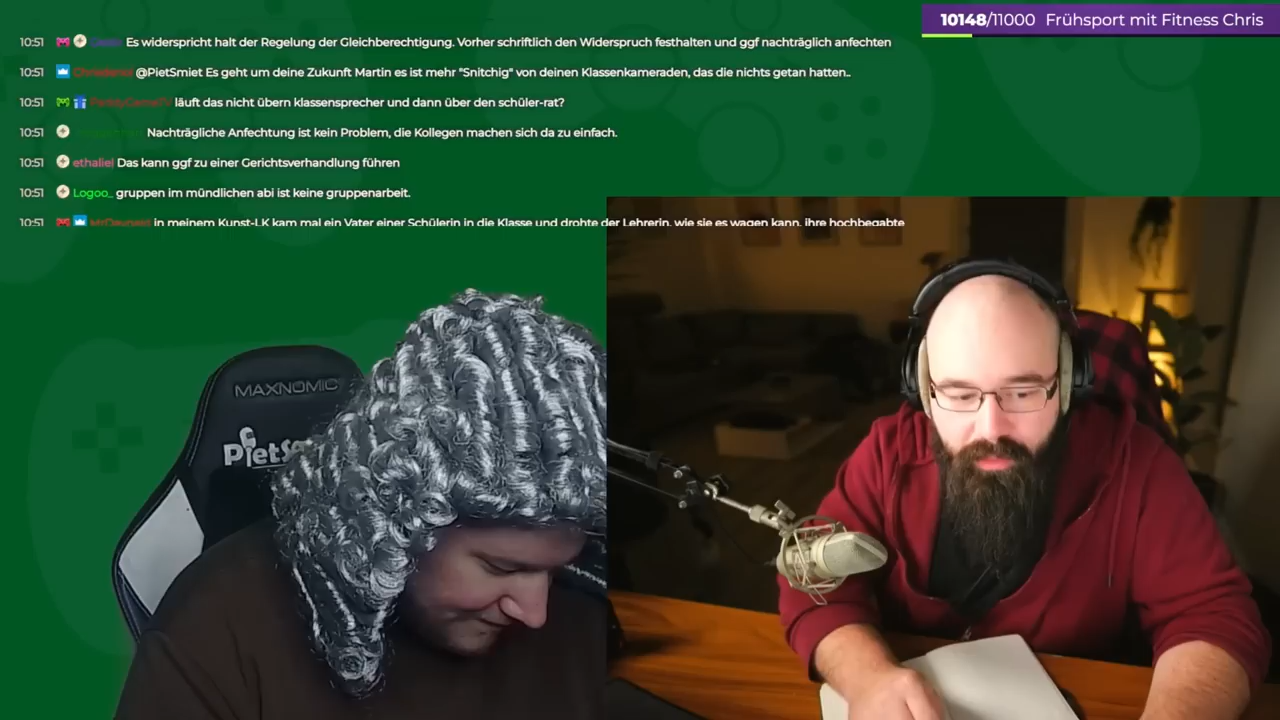 10148/11000 Frühsport mit Fitness Chris
10:51 Es widerspricht halt der Regelung der Gleichberechtigung. Vorher schriftlich den Widerspruch festhalten und ggf nachträglich anfechten
10:51 @PietSmiet Es geht um deine Zukunft Martin es ist mehr "Snitchig" von deinen Klassenkameraden, das die nichts getan hatten..
10:51 läuft das nicht übern klassensprecher und dann über den schüler-rat?
10:51 Nachträgliche Anfechtung ist kein Problem, die Kollegen machen sich da zu einfach.
10:51 ethaliel Das kann ggf zu einer Gerichtsverhandlung führen
10:51 Logoo_ gruppen im mündlichen abi ist keine gruppenarbeit.
10:51 in meinem Kunst-LK kam mal ein Vater einer Schülerin in die Klasse und drohte der Lehrerin, wie sie es wagen kann, ihre hochbegabte
MAXNOMIC